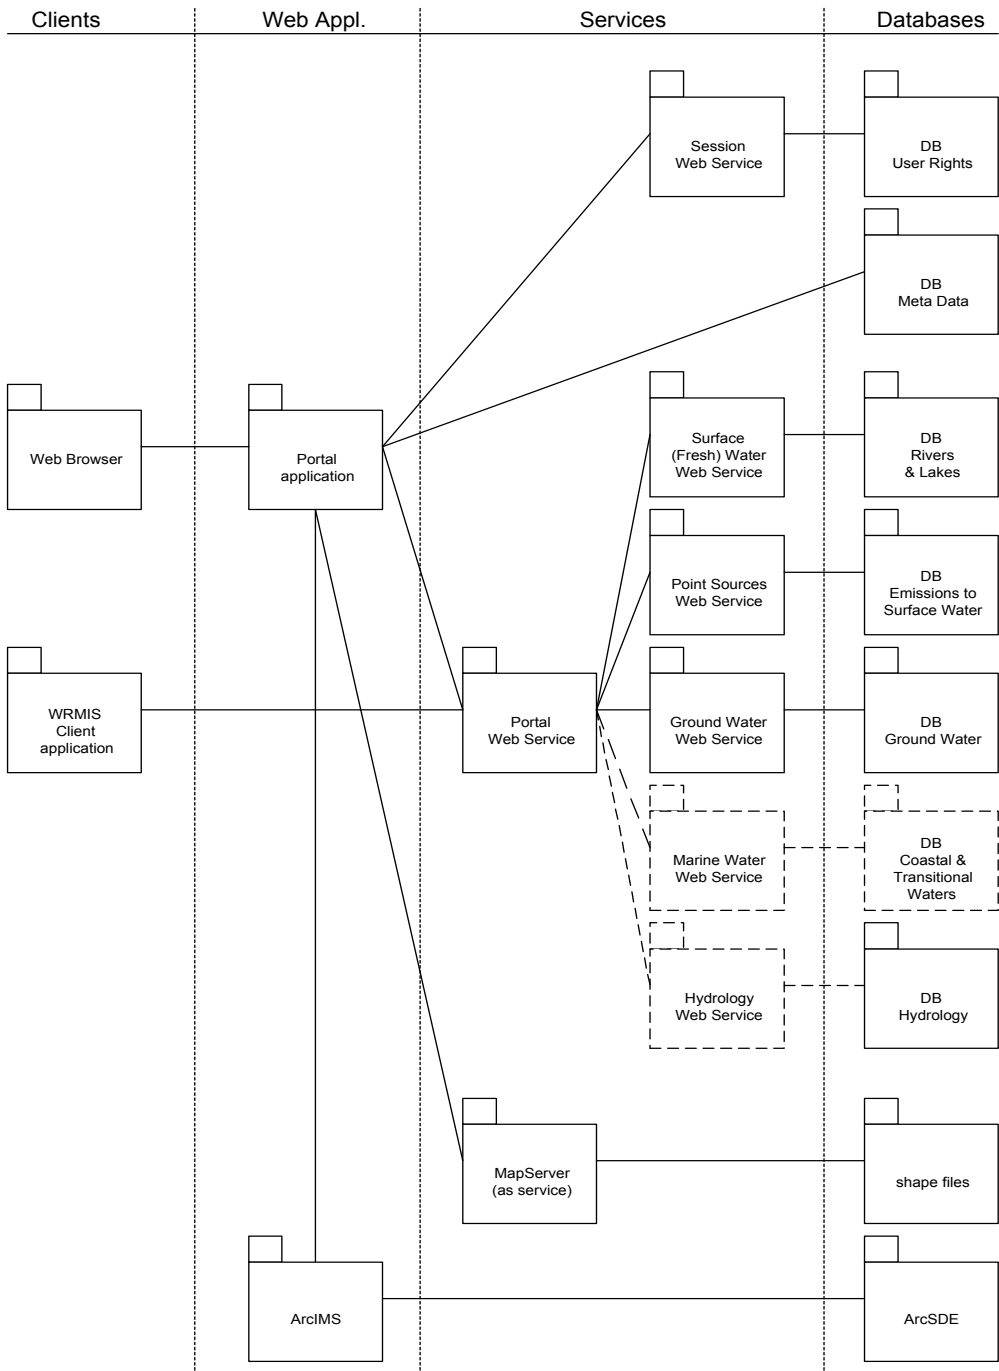 Clients
Web Appl.
Services
Databases
Session
Web Service
DB
User Rights
DB
Meta Data
Web Browser
Portal
application
Surface
(Fresh) Water
Web Service
DB
Rivers
& Lakes
Point Sources
Web Service
DB
Emissions to
Surface Water
WRMIS
Client
application
Portal
Web Service
Ground Water
Web Service
DB
Ground Water
Marine Water
Web Service
DB
Coastal &
Transitional
Waters
Hydrology
Web Service
DB
Hydrology
MapServer
(as service)
shape files
ArcIMS
ArcSDE